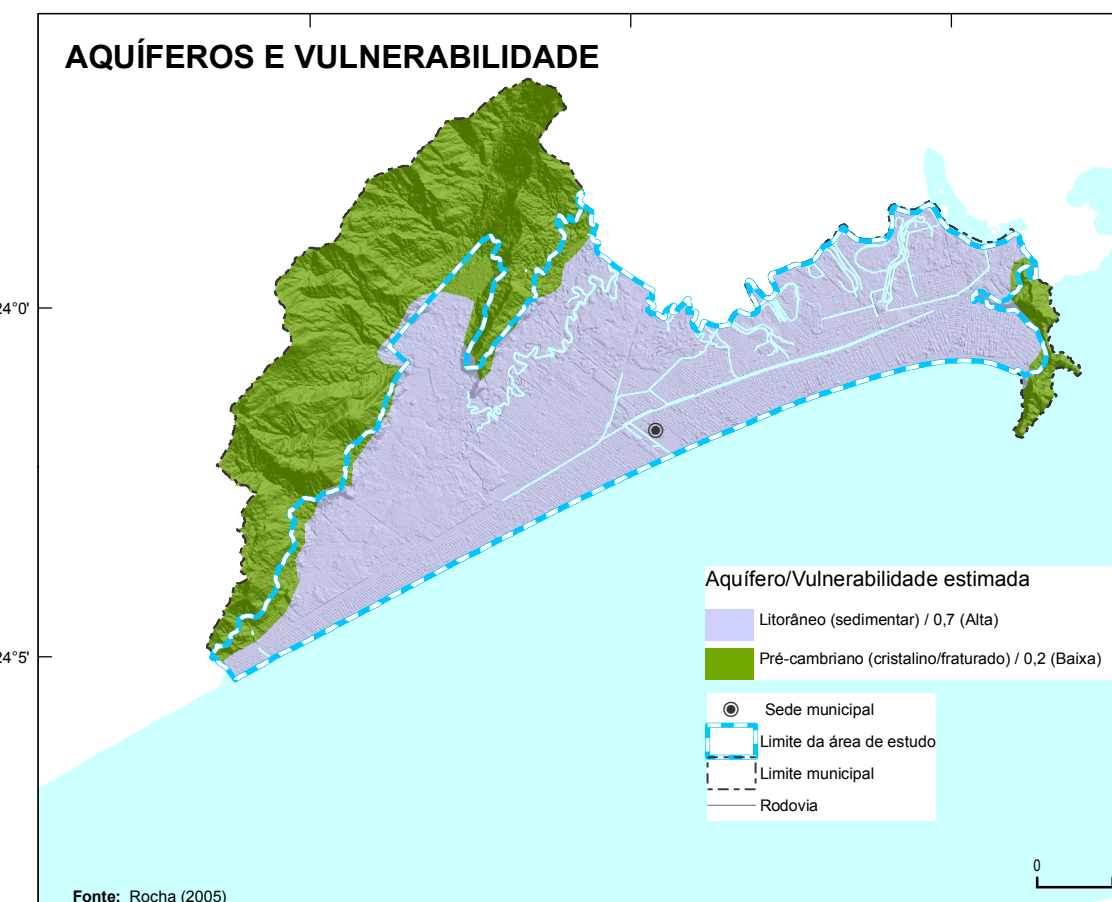 AQUÍFEROS E VULNERABILIDADE
24°0'
24°5'
Aquífero/Vulnerabilidade estimada
Litorâneo (sedimentar) / 0,7 (Alta)
Pré-cambriano (cristalino/fraturado) / 0,2 (Baixa)
Sede municipal
Limite da área de estudo
Limite municipal
Rodovia
0
Fonte: Rocha (2005)